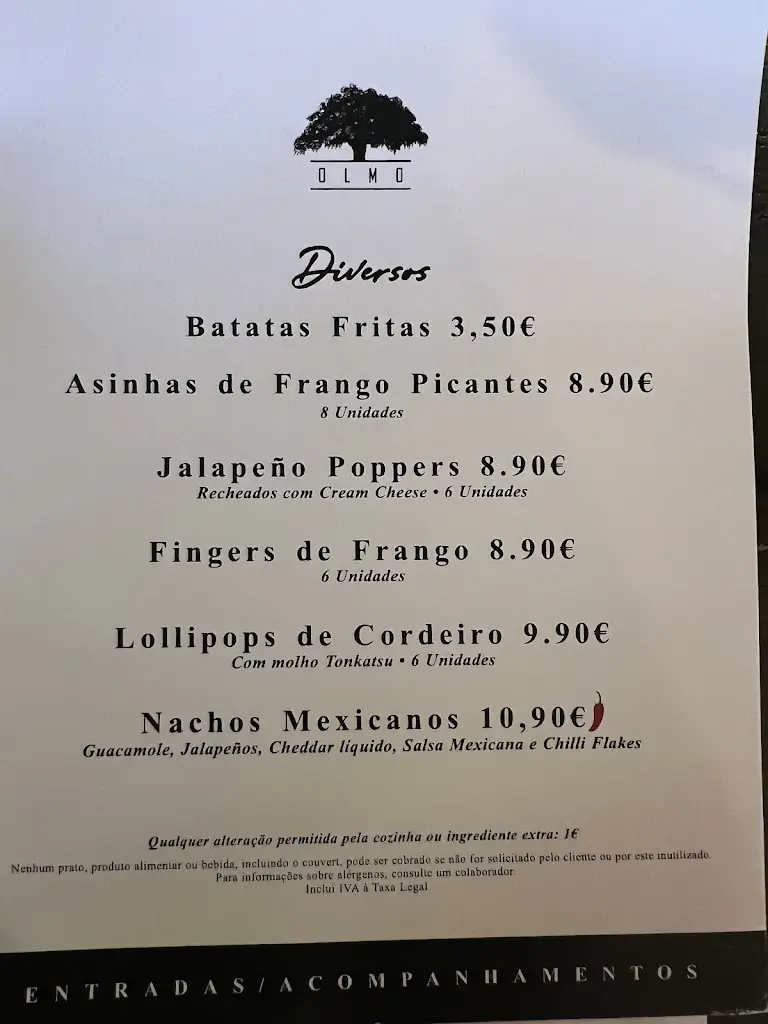 OLMO
Diversos
Batatas Fritas 3,50€
Asinhas de Frango Picantes 8.90€
8 Unidades
Jalapeño Poppers 8.90€
Recheados com Cream Cheese • 6 Unidades
Fingers de Frango 8.90€
6 Unidades
Lollipops de Cordeiro 9.90€
Com molho Tonkatsu • 6 Unidades
Nachos Mexicanos 10,90€
Guacamole, Jalapeños, Cheddar líquido, Salsa Mexicana e Chilli Flakes
Qualquer alteração permitida pela cozinha ou ingrediente extra: 1€
Nenhum prato, produto alimentar ou bebida, incluindo o couvert, pode ser cobrado se não for solicitado pelo cliente ou por este inutilizado.
Para informações sobre alérgenos, consulte um colaborador.
Inclui IVA à Taxa Legal
ENTRADAS/ACOMPANHAMENTOS